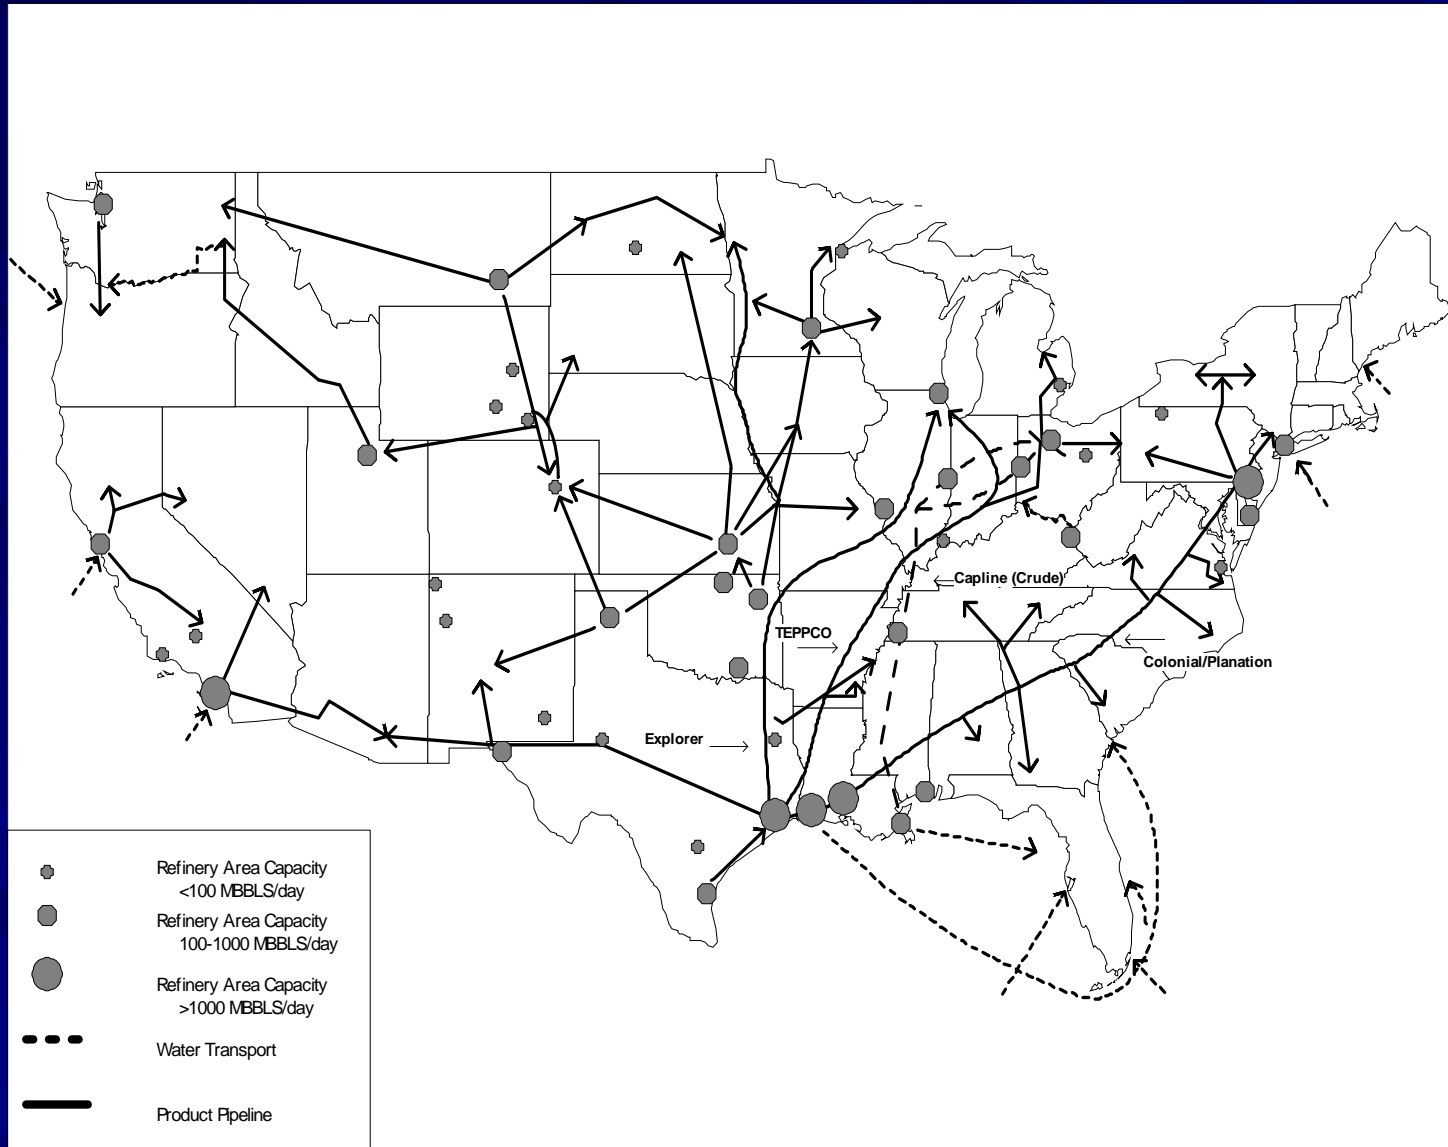 Capline (Crude)
TEPPCO
Colonial/Planation
Explorer
Refinery Area Capacity
<100 MBBLS/day
Refinery Area Capacity
100-1000 MBBLS/day
Refinery Area Capacity
>1000 MBBLS/day
Water Transport
Product Pipeline